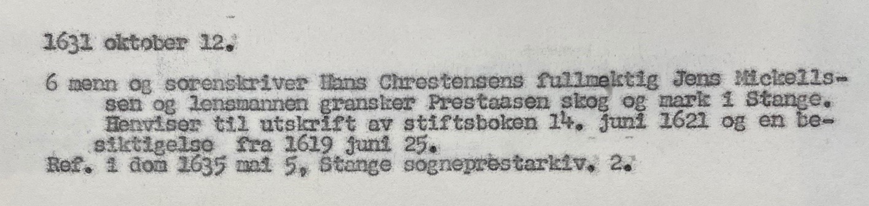 1631 oktober 12.
6 menn og sorenskriver Hans Chrestensens fullmektig Jens Mickells-
sen og lensmannen gransker Prestaasen skog og mark i Stange.
Henviser til utskrift av stiftsboken 14. juni 1621 og en be-
siktigelse fra 1619 juni 25.
Ref. i dom 1635 mai 5, Stange sogneprestarkiv. 2.